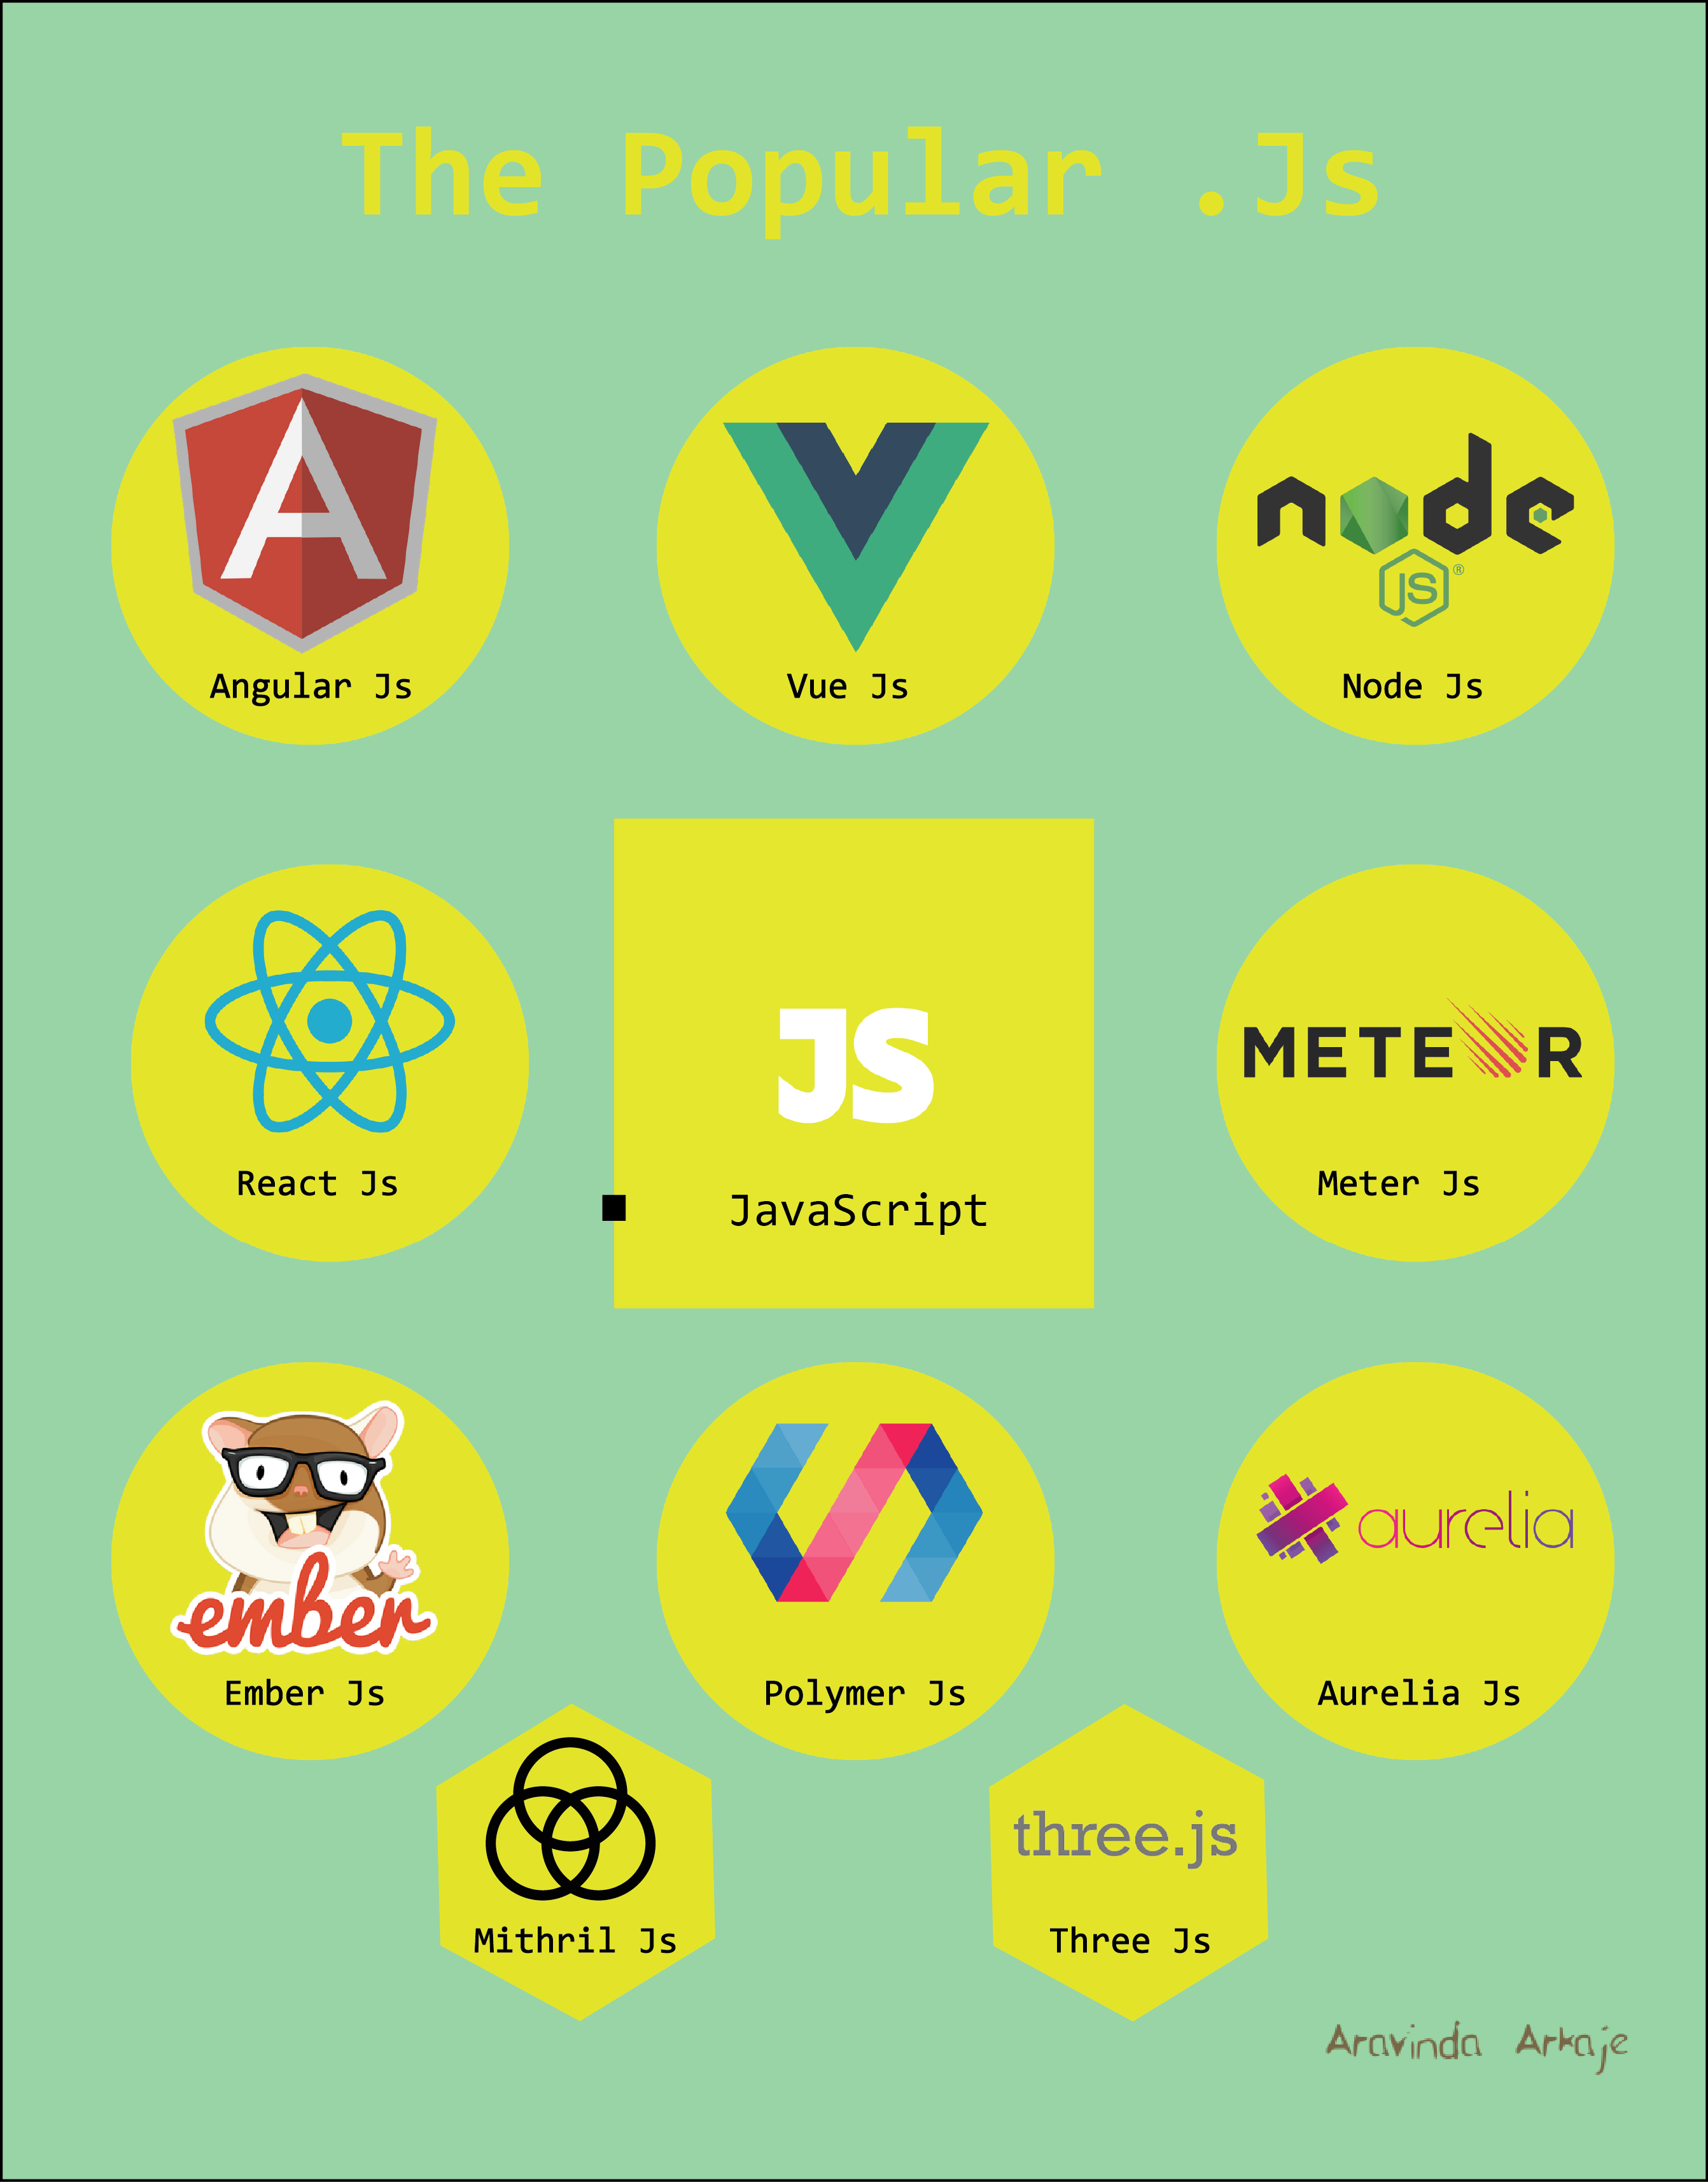 The Popular .Js
Angular Js
Vue Js
node
JS ®
Node Js
React Js
JS
JavaScript
METEOR
Meter Js
ember
Ember Js
Polymer Js
aurelia
Aurelia Js
Mithril Js
three.js
Three Js
Aravinda Arkaje